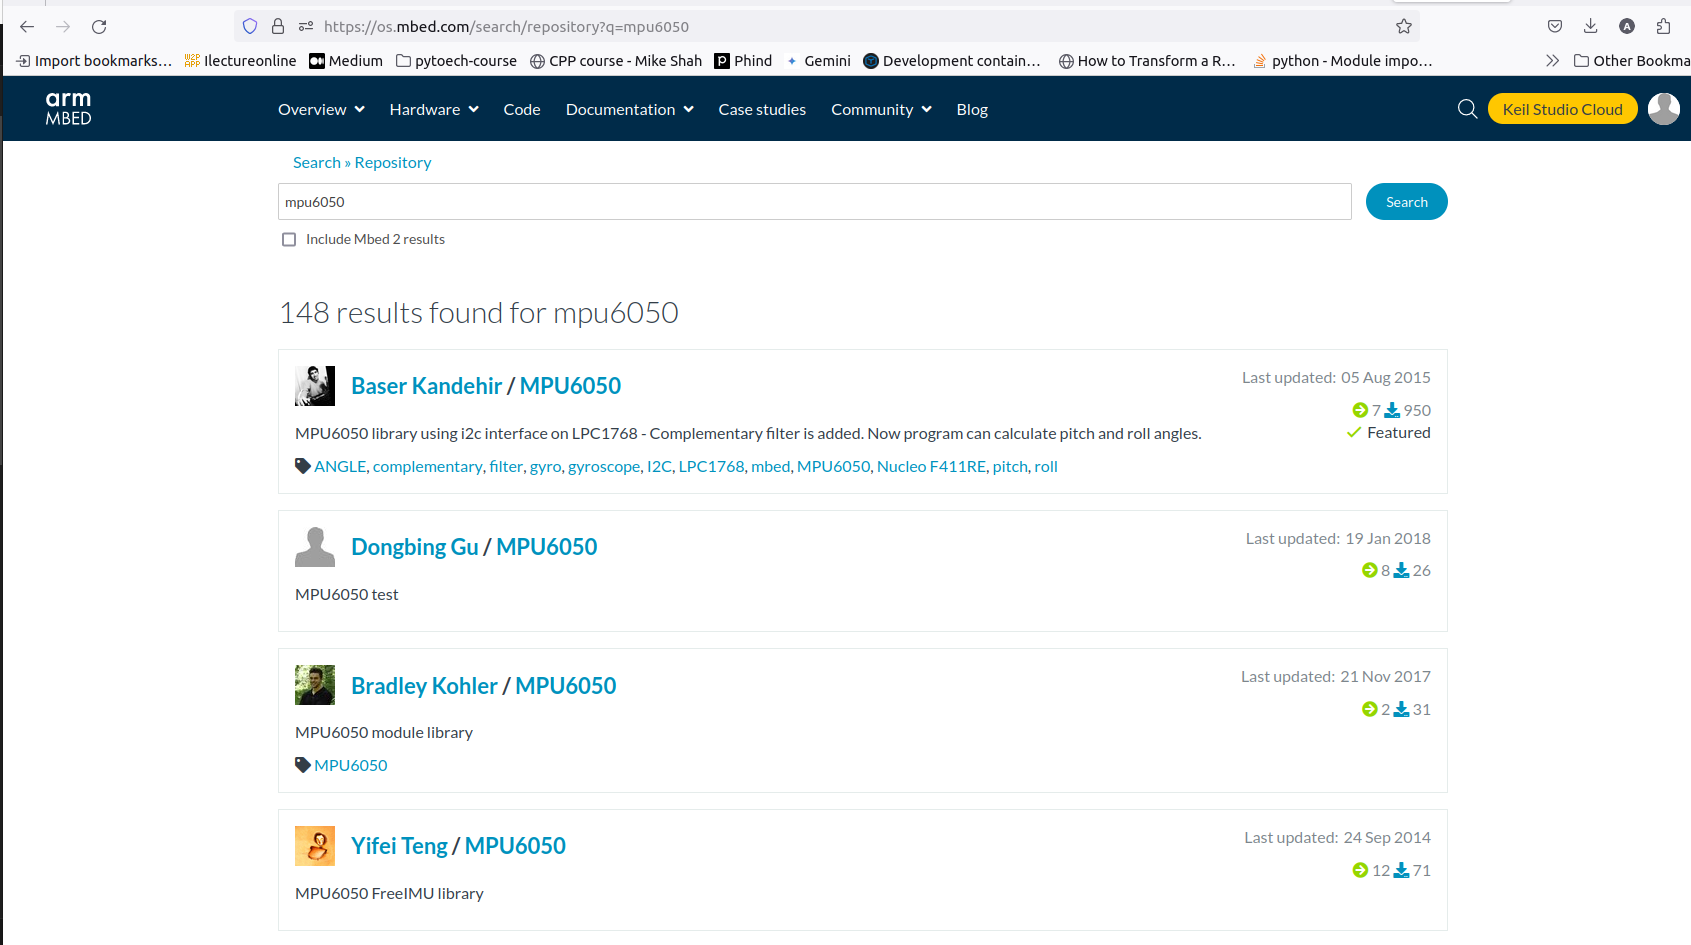 https://os.mbed.com/search/repository?q=mpu6050
A
Import bookmarks... Ilectureonline Medium pytoech-course CPP course - Mike Shah Phind Gemini Development contain... How to Transform a R... python - Module impo... Other Bookma
arm
MBED
Overview Hardware Code Documentation Case studies Community Blog Keil Studio Cloud
Search » Repository
mpu6050 Search
Include Mbed 2 results
148 results found for mpu6050
Baser Kandehir / MPU6050 Last updated: 05 Aug 2015
7 950
MPU6050 library using i2c interface on LPC1768 - Complementary filter is added. Now program can calculate pitch and roll angles. Featured
ANGLE, complementary, filter, gyro, gyroscope, I2C, LPC1768, mbed, MPU6050, Nucleo F411RE, pitch, roll
Dongbing Gu / MPU6050 Last updated: 19 Jan 2018
8 26
MPU6050 test
Bradley Kohler / MPU6050 Last updated: 21 Nov 2017
2 31
MPU6050 module library
MPU6050
Yifei Teng / MPU6050 Last updated: 24 Sep 2014
12 71
MPU6050 FreeIMU library